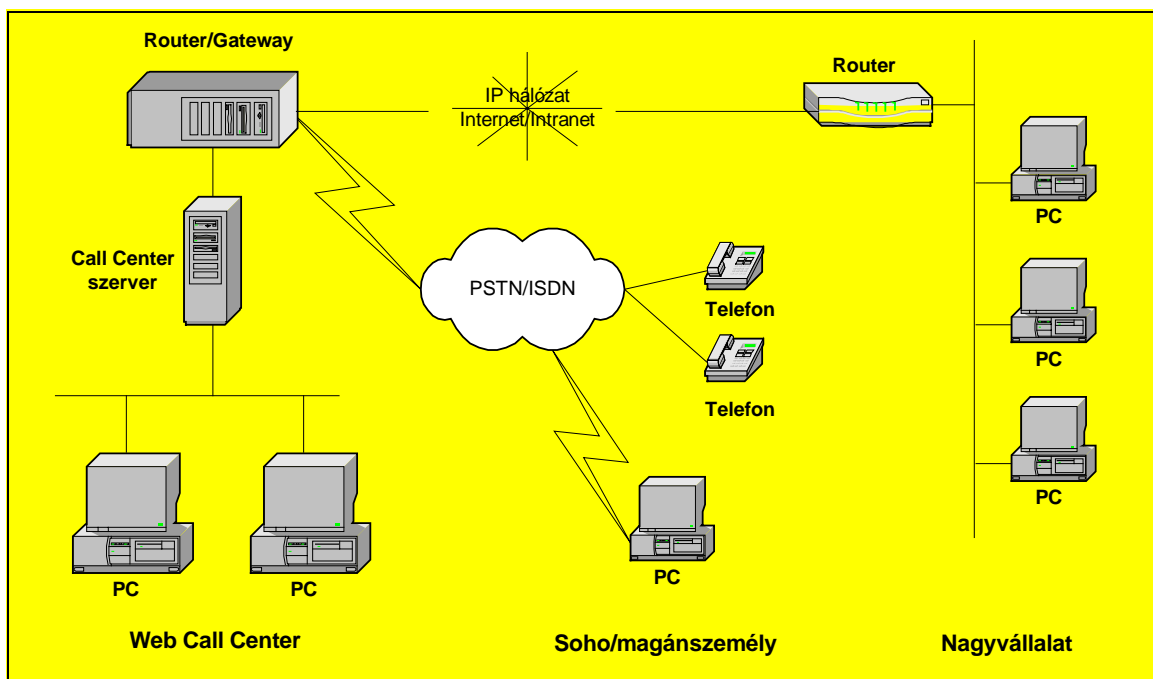 Router/Gateway
IP hálózat
Internet/Intranet
Router
PC
Call Center
szerver
PSTN/ISDN
Telefon
PC
Telefon
PC
PC
PC
PC
Web Call Center
Soho/magánszemély
Nagyvállalat